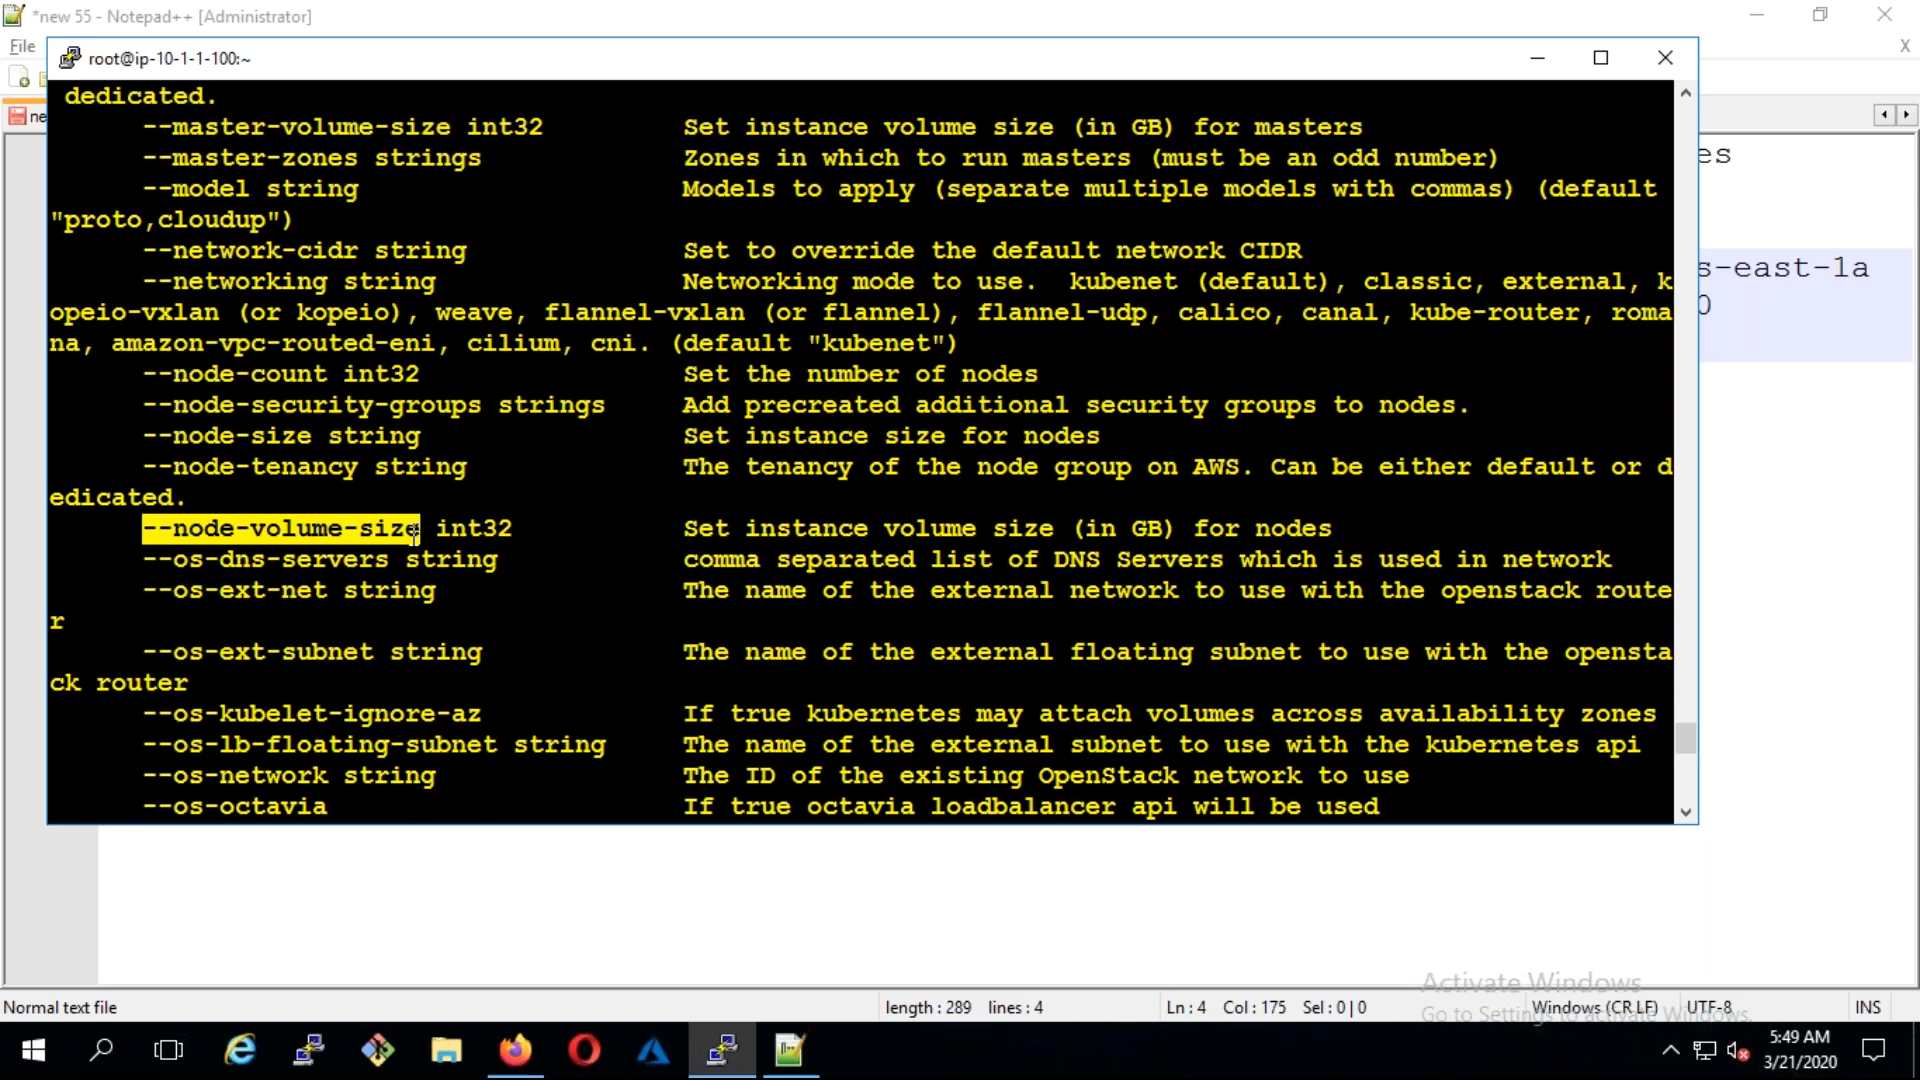 *new 55 - Notepad++ [Administrator]
File
X
root@ip-10-1-1-100:~
ne
es
s-east-1a
0
dedicated.
--master-volume-size int32 Set instance volume size (in GB) for masters
--master-zones strings Zones in which to run masters (must be an odd number)
--model string Models to apply (separate multiple models with commas) (default
"proto,cloudup")
--network-cidr string Set to override the default network CIDR
--networking string Networking mode to use.  kubenet (default), classic, external, k
opeio-vxlan (or kopeio), weave, flannel-vxlan (or flannel), flannel-udp, calico, canal, kube-router, roma
na, amazon-vpc-routed-eni, cilium, cni. (default "kubenet")
--node-count int32 Set the number of nodes
--node-security-groups strings Add precreated additional security groups to nodes.
--node-size string Set instance size for nodes
--node-tenancy string The tenancy of the node group on AWS. Can be either default or d
edicated.
--node-volume-size int32 Set instance volume size (in GB) for nodes
--os-dns-servers string comma separated list of DNS Servers which is used in network
--os-ext-net string The name of the external network to use with the openstack route
r
--os-ext-subnet string The name of the external floating subnet to use with the opensta
ck router
--os-kubelet-ignore-az If true kubernetes may attach volumes across availability zones
--os-lb-floating-subnet string The name of the external subnet to use with the kubernetes api
--os-network string The ID of the existing OpenStack network to use
--os-octavia If true octavia loadbalancer api will be used
Activate Windows
Go to Settings to activate Windows.
Normal text file length : 289 lines : 4 Ln : 4 Col : 175 Sel : 0 | 0 Windows (CR LF) UTF-8 INS
5:49 AM
3/21/2020